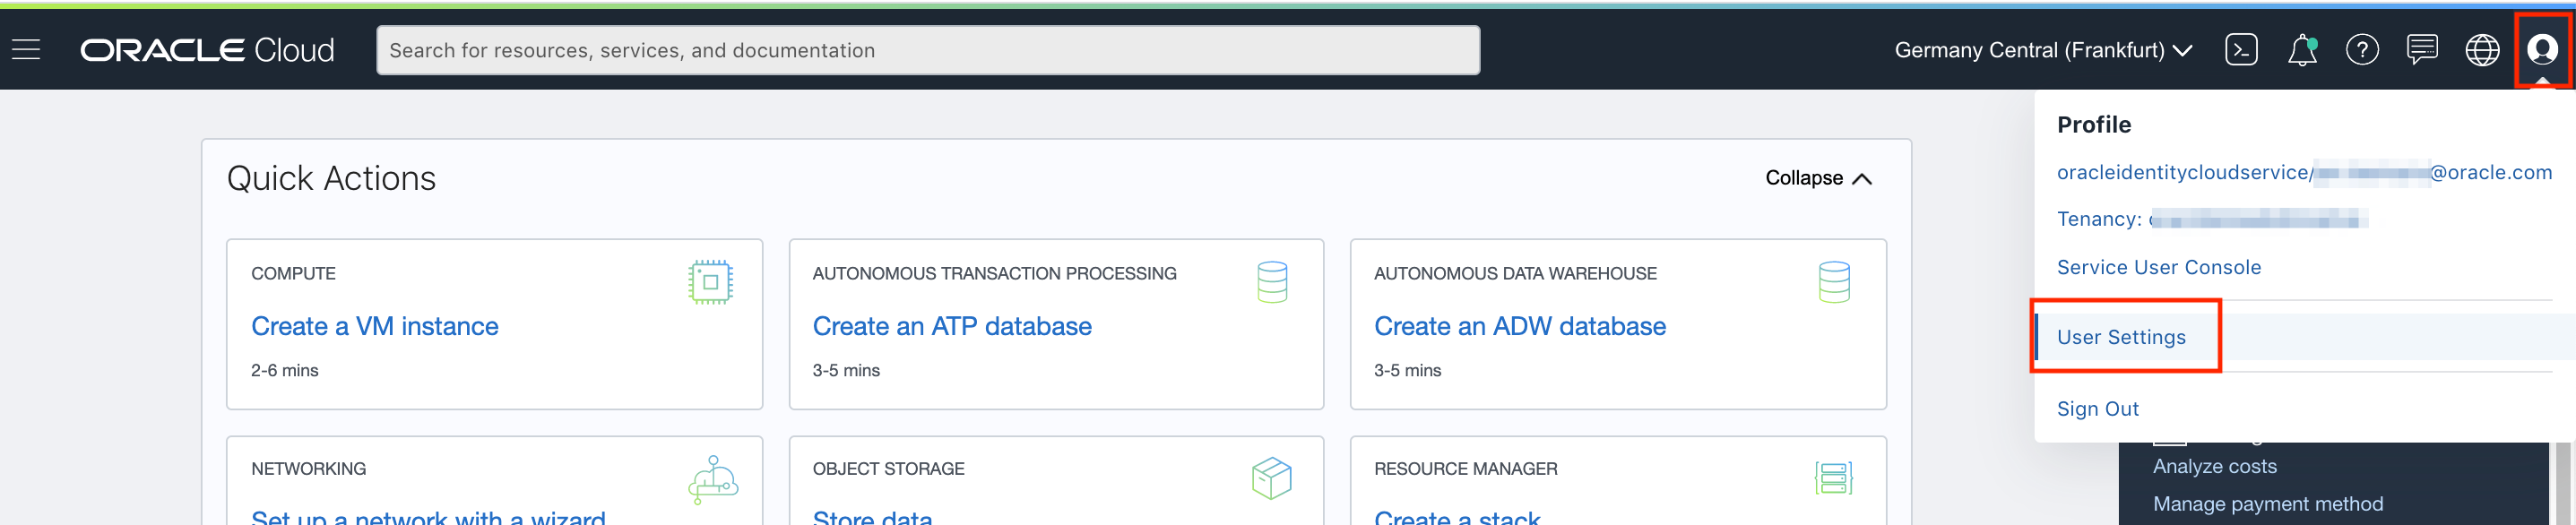 ORACLE Cloud
Search for resources, services, and documentation
Germany Central (Frankfurt)
Profile
oracleidentitycloudservice/ @oracle.com
Tenancy:
Service User Console
User Settings
Sign Out
Analyze costs
Manage payment method
Quick Actions
Collapse
COMPUTE
Create a VM instance
2-6 mins
AUTONOMOUS TRANSACTION PROCESSING
Create an ATP database
3-5 mins
AUTONOMOUS DATA WAREHOUSE
Create an ADW database
3-5 mins
NETWORKING
Set up a network with a wizard
OBJECT STORAGE
Store data
RESOURCE MANAGER
Create a stack